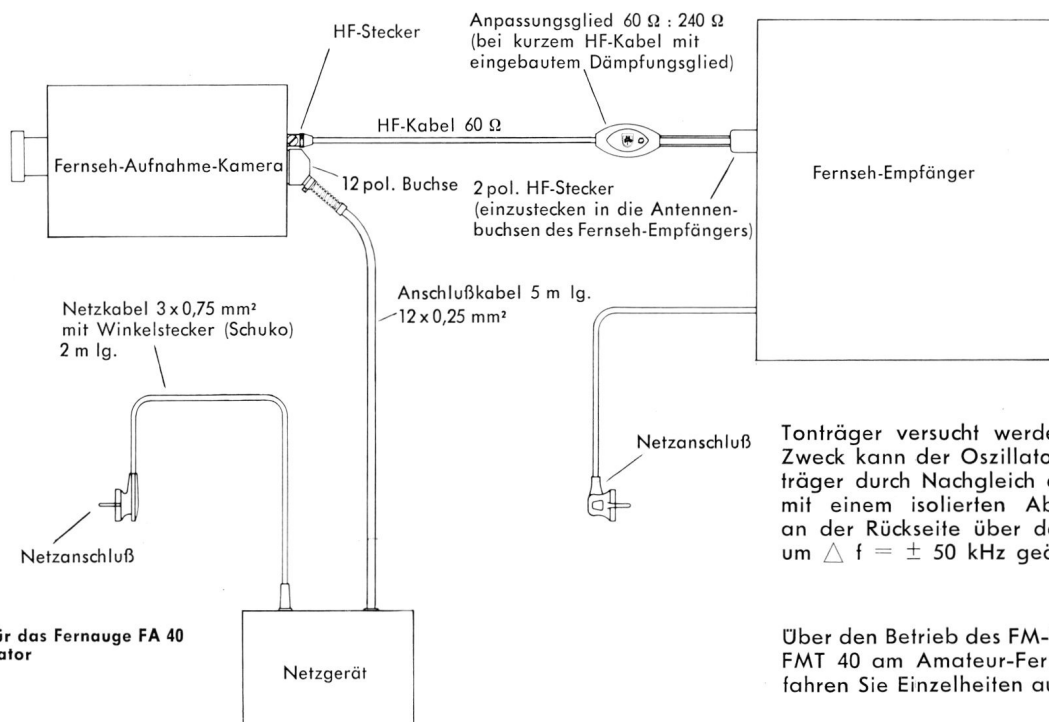 HF-Stecker
Anpassungsglied 60 Ω : 240 Ω
(bei kurzem HF-Kabel mit
eingebautem Dämpfungsglied)
HF-Kabel 60 Ω
Fernseh-Aufnahme-Kamera
12 pol. Buchse
2 pol. HF-Stecker
(einzustecken in die Antennen-
buchsen des Fernseh-Empfängers)
Fernseh-Empfänger
Netzkabel 3 x 0,75 mm²
mit Winkelstecker (Schuko)
2 m lg.
Anschlußkabel 5 m lg.
12 x 0,25 mm²
Netzanschluß
Netzanschluß
Netzgerät
ür das Fernauge FA 40
ator
Tonträger versucht werde
Zweck kann der Oszillato
träger durch Nachgleich
mit einem isolierten Ab
an der Rückseite über de
um △ f = ± 50 kHz geä
Über den Betrieb des FM-
FMT 40 am Amateur-Fer
fahren Sie Einzelheiten au